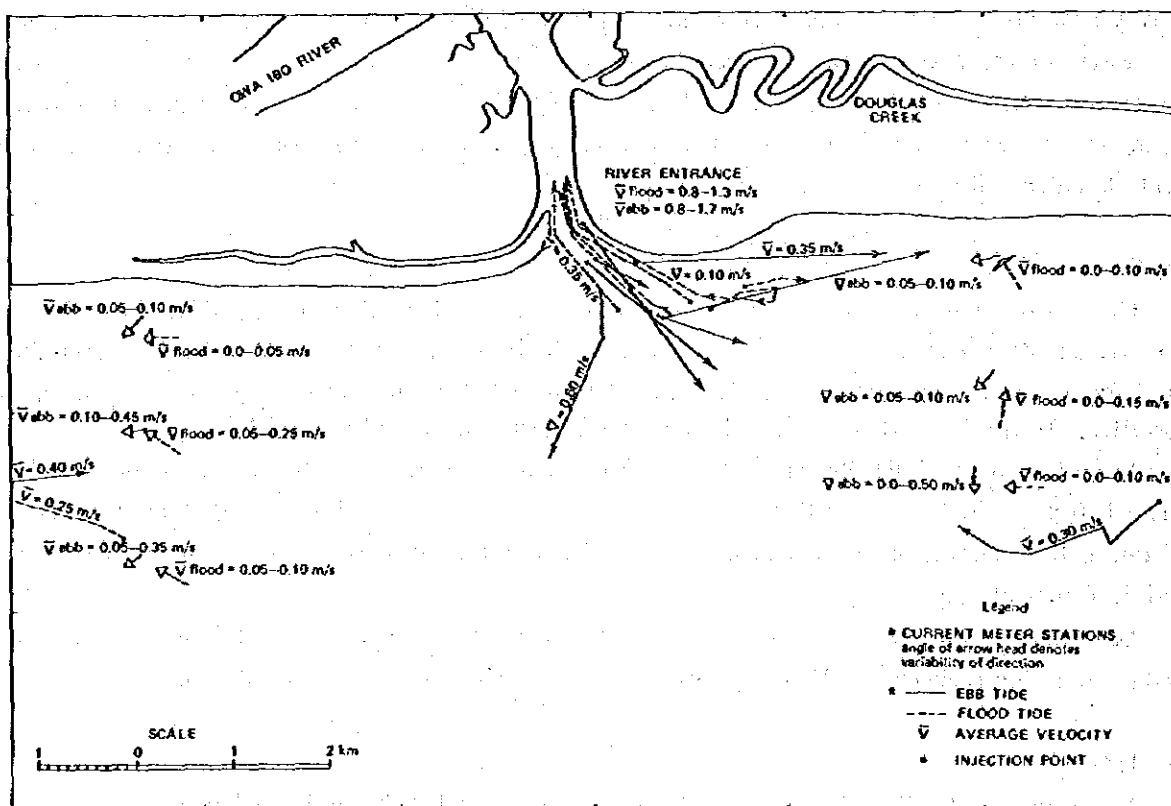 QWA IBO RIVER
DOUGLAS
CREEK
RIVER ENTRANCE
V̄ flood = 0.8–1.3 m/s
V̄ ebb = 0.8–1.7 m/s
V̄ = 0.35 m/s
V̄ = 0.10 m/s
V̄ = 0.35 m/s
V̄ ebb = 0.05–0.10 m/s
V̄ flood = 0.0–0.10 m/s
V̄ ebb = 0.05–0.10 m/s
V̄ flood = 0.0–0.05 m/s
V̄ = 0.60 m/s
V̄ ebb = 0.05–0.10 m/s
V̄ flood = 0.0–0.15 m/s
V̄ ebb = 0.10–0.45 m/s
V̄ flood = 0.05–0.25 m/s
V̄ = 0.40 m/s
V̄ = 0.25 m/s
V̄ ebb = 0.0–0.50 m/s
V̄ flood = 0.0–0.10 m/s
V̄ = 0.30 m/s
V̄ ebb = 0.05–0.35 m/s
V̄ flood = 0.05–0.10 m/s
Legend
CURRENT METER STATIONS
angle of arrow head denotes
variability of direction
EBB TIDE
FLOOD TIDE
V̄ AVERAGE VELOCITY
INJECTION POINT
SCALE
1 0 1 2 km